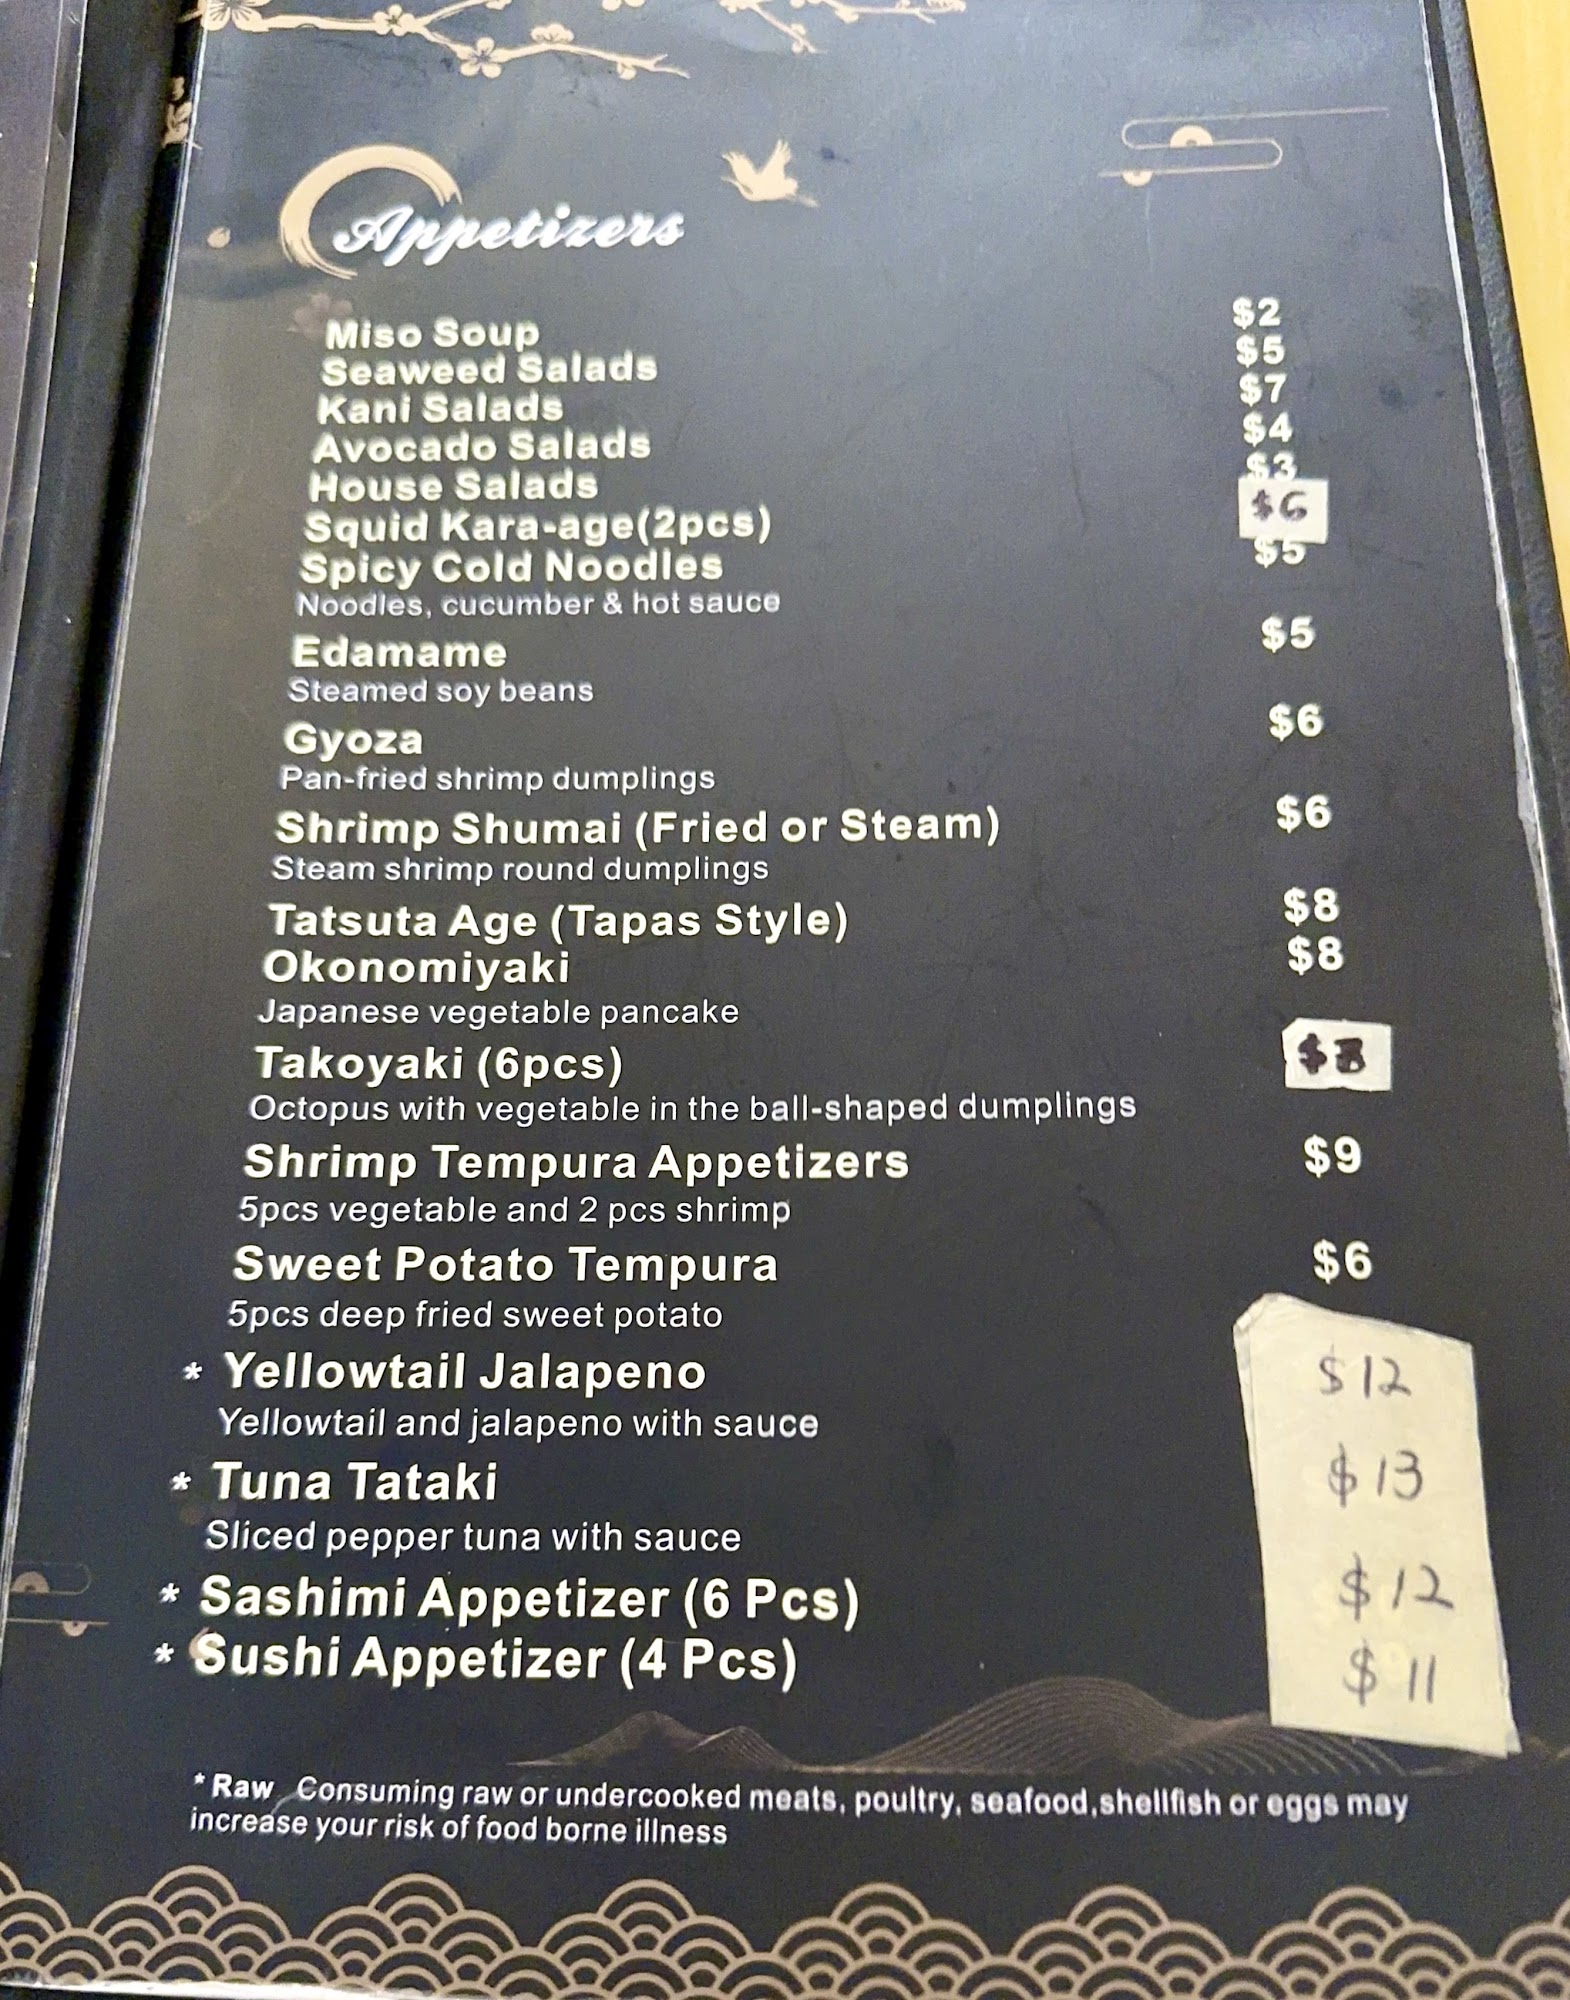 Appetizers
Miso Soup $2
Seaweed Salads $5
Kani Salads $7
Avocado Salads $4
House Salads $3
Squid Kara-age(2pcs) $6
Spicy Cold Noodles $5
Noodles, cucumber & hot sauce
Edamame $5
Steamed soy beans
Gyoza $6
Pan-fried shrimp dumplings
Shrimp Shumai (Fried or Steam) $6
Steam shrimp round dumplings
Tatsuta Age (Tapas Style) $8
Okonomiyaki $8
Japanese vegetable pancake
Takoyaki (6pcs) $8
Octopus with vegetable in the ball-shaped dumplings
Shrimp Tempura Appetizers $9
5pcs vegetable and 2 pcs shrimp
Sweet Potato Tempura $6
5pcs deep fried sweet potato
* Yellowtail Jalapeno $12
Yellowtail and jalapeno with sauce
* Tuna Tataki $13
Sliced pepper tuna with sauce
* Sashimi Appetizer (6 Pcs) $12
* Sushi Appetizer (4 Pcs) $11
* Raw Consuming raw or undercooked meats, poultry, seafood,shellfish or eggs may
increase your risk of food borne illness